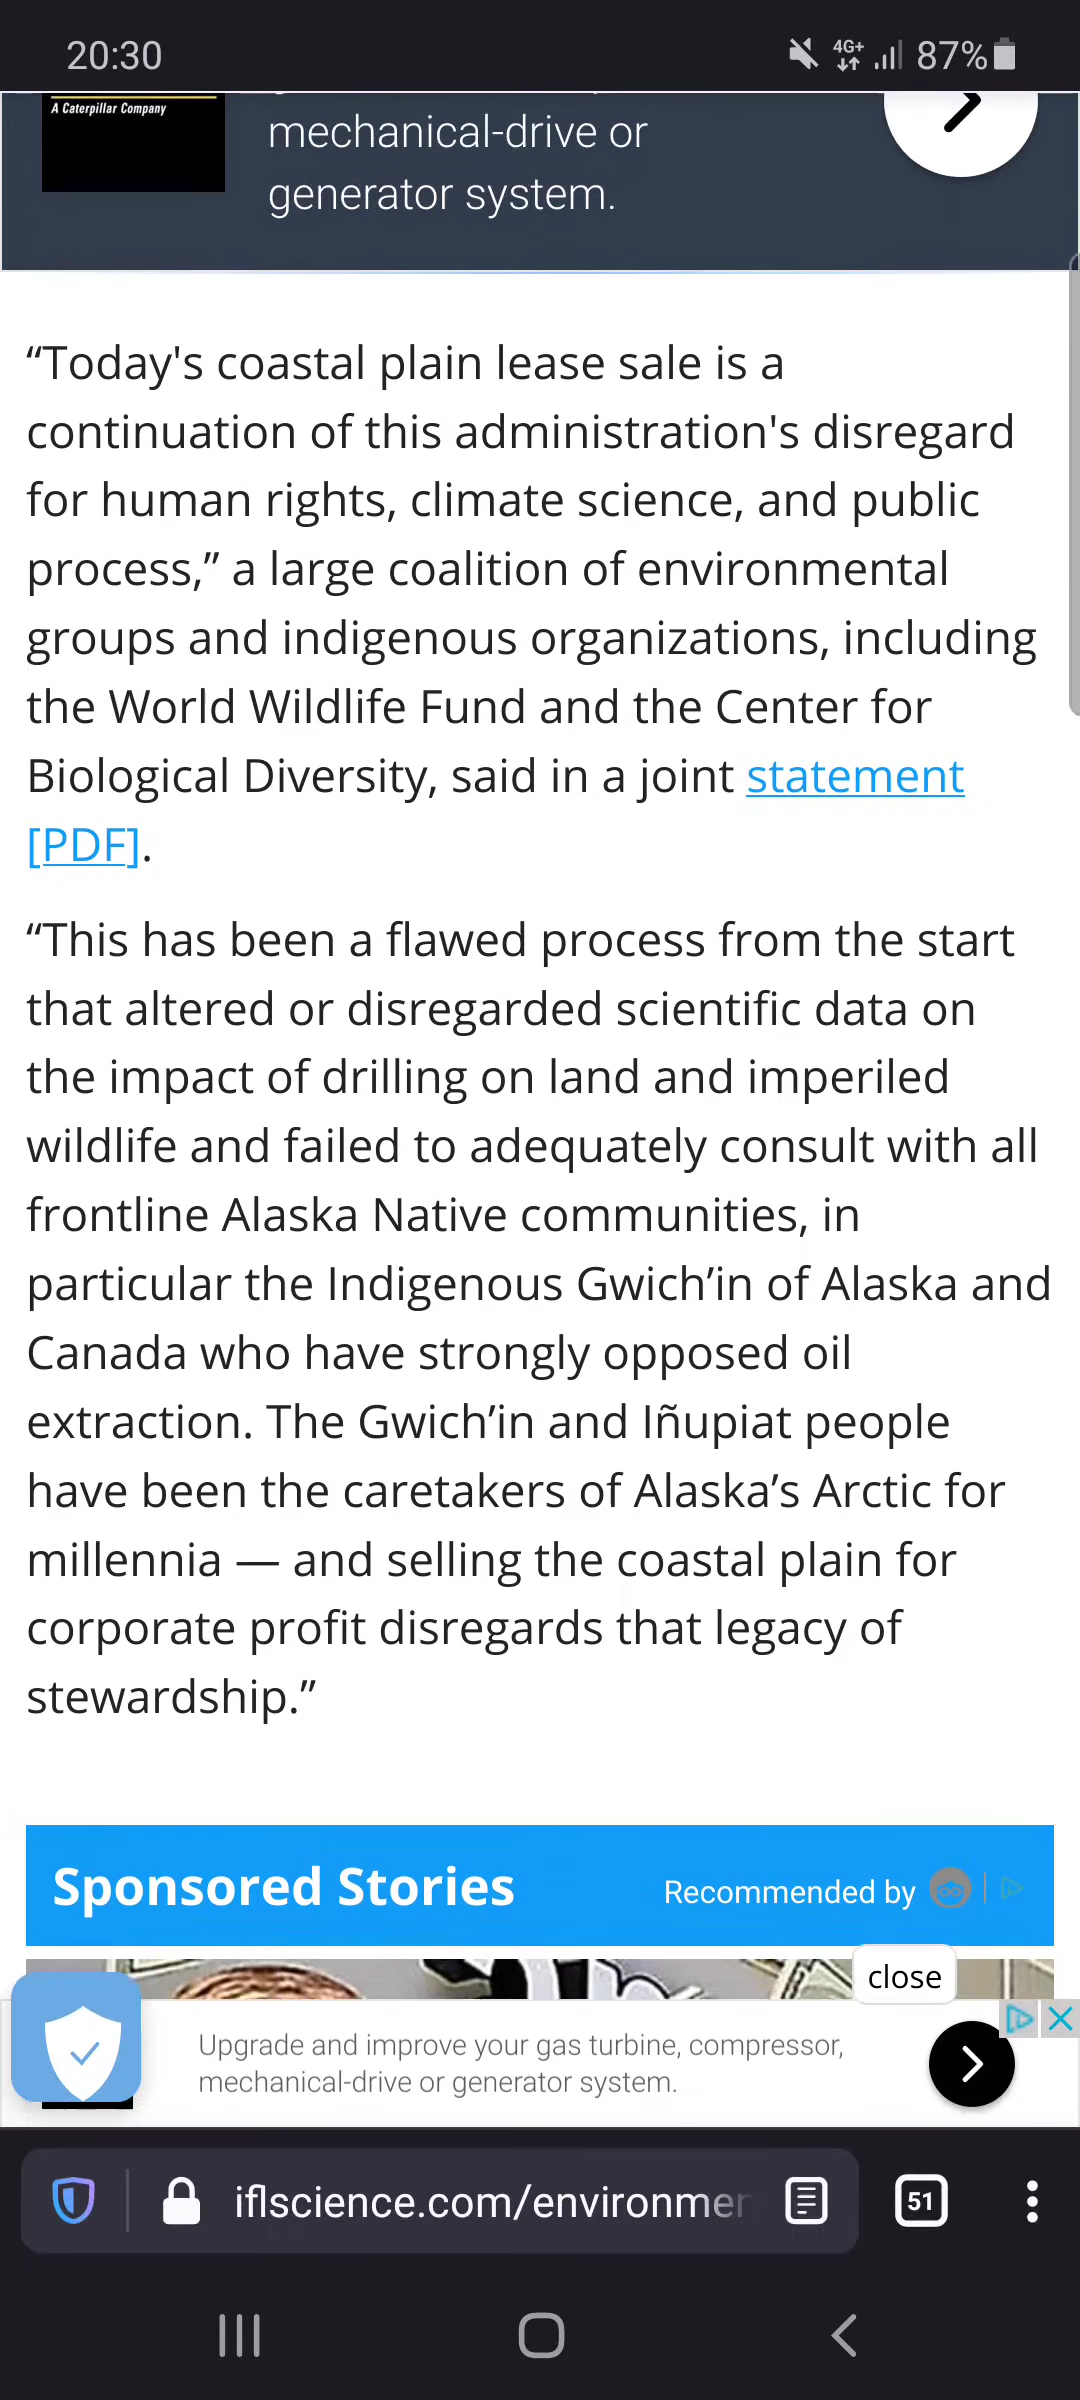 20:30
4G+ 87%
A Caterpillar Company
mechanical-drive or
generator system.
“Today's coastal plain lease sale is a
continuation of this administration's disregard
for human rights, climate science, and public
process,” a large coalition of environmental
groups and indigenous organizations, including
the World Wildlife Fund and the Center for
Biological Diversity, said in a joint statement
[PDF].
“This has been a flawed process from the start
that altered or disregarded scientific data on
the impact of drilling on land and imperiled
wildlife and failed to adequately consult with all
frontline Alaska Native communities, in
particular the Indigenous Gwich’in of Alaska and
Canada who have strongly opposed oil
extraction. The Gwich’in and Iñupiat people
have been the caretakers of Alaska’s Arctic for
millennia — and selling the coastal plain for
corporate profit disregards that legacy of
stewardship.”
Sponsored Stories
Recommended by
close
Upgrade and improve your gas turbine, compressor,
mechanical-drive or generator system.
iflscience.com/environmen
51